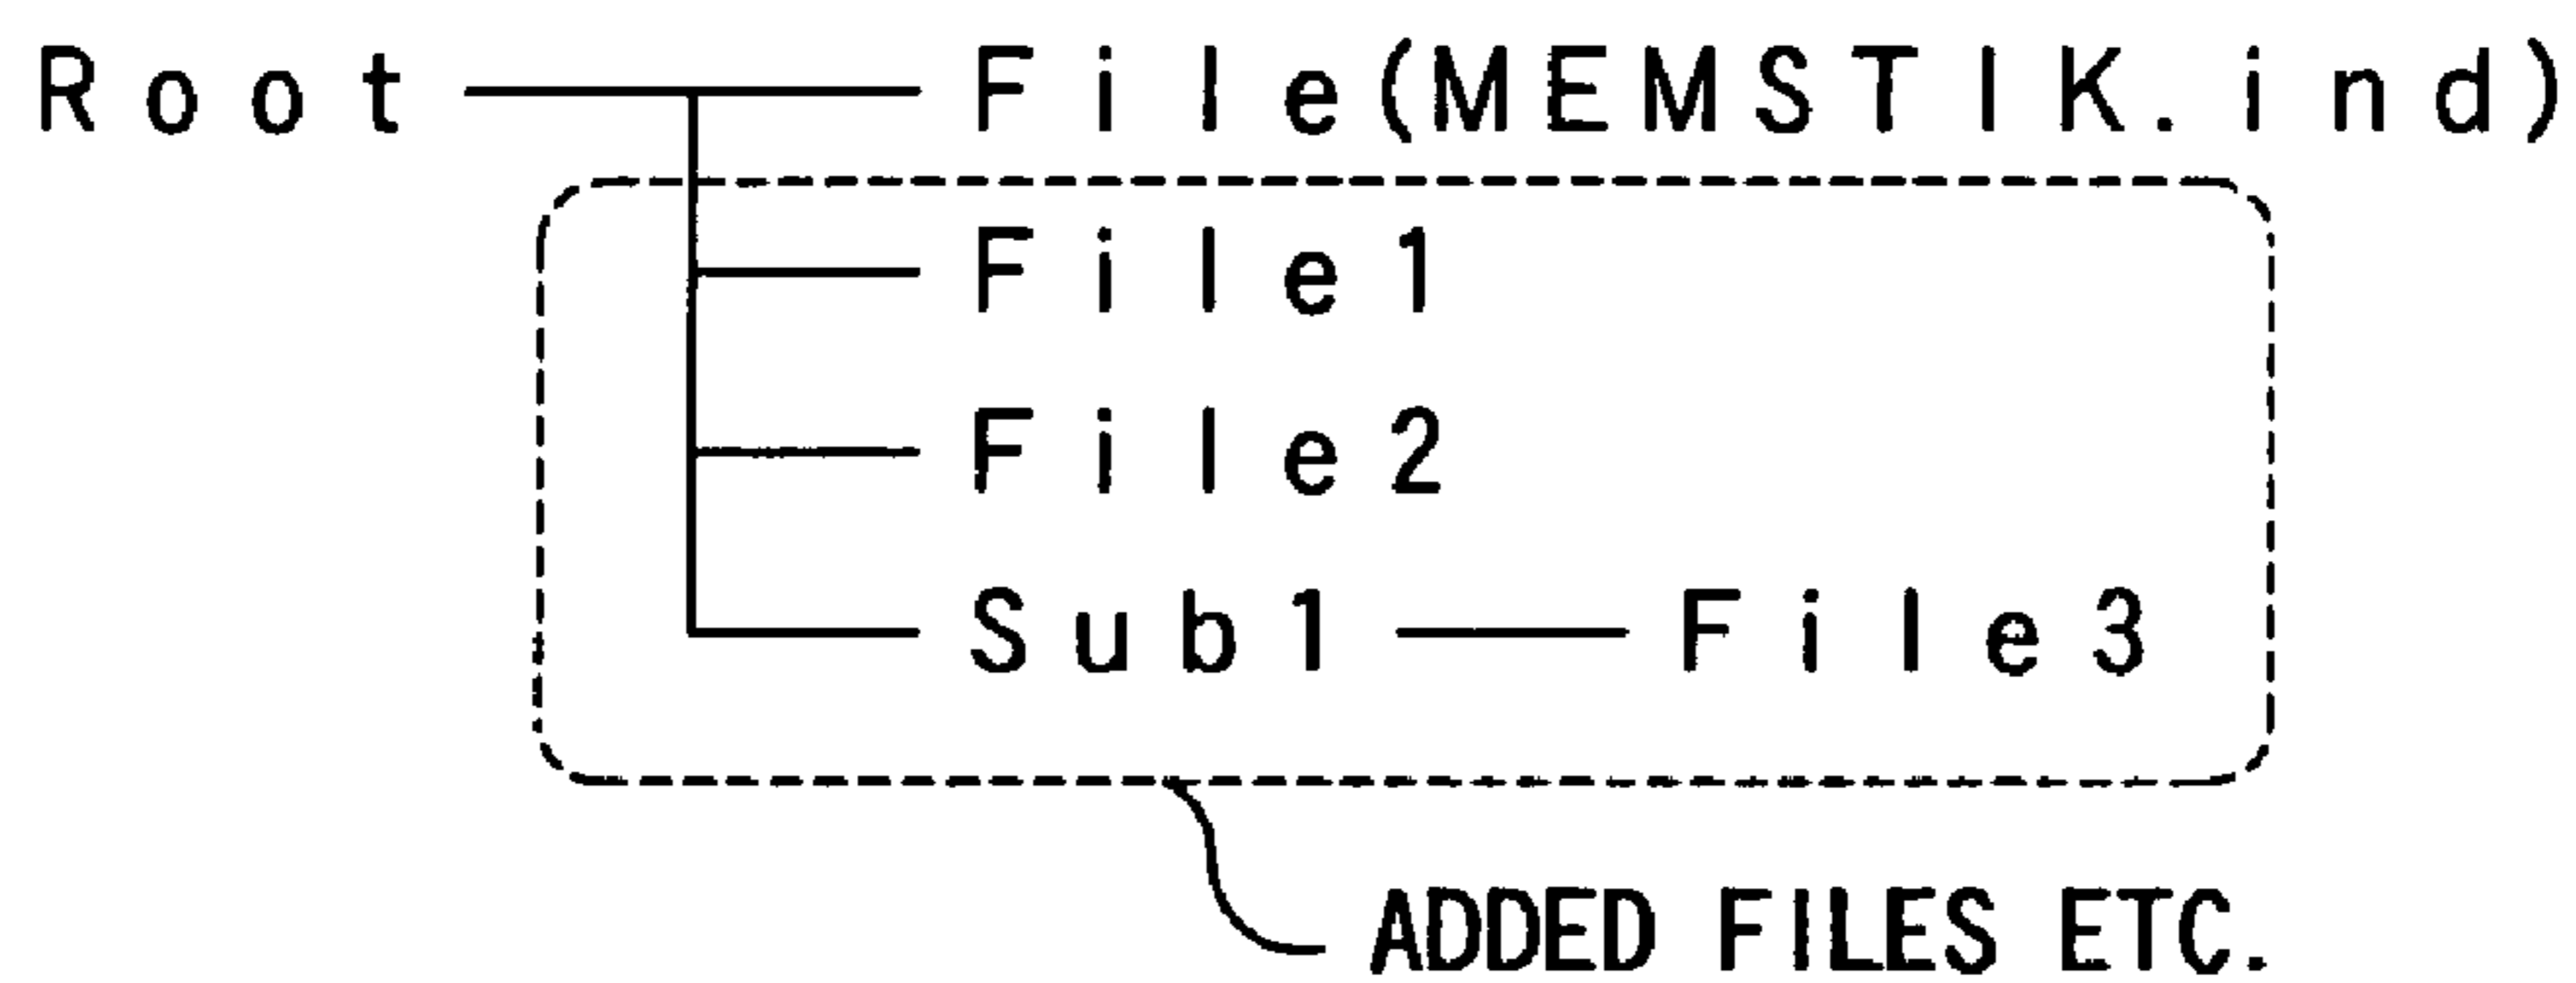 Root File(MEMSTIK.ind)
File1
File2
Sub1 File3
ADDED FILES ETC.